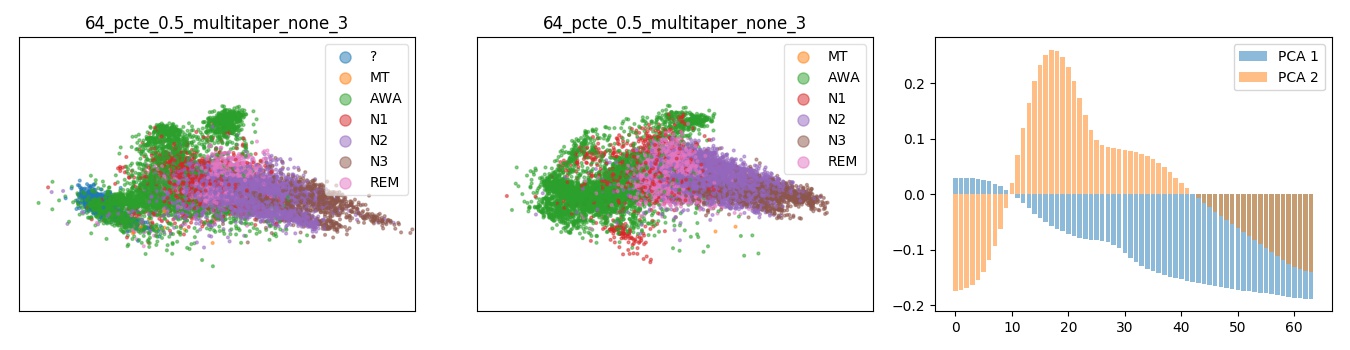 64_pcte_0.5_multitaper_none_3
?
MT
AWA
N1
N2
N3
REM
64_pcte_0.5_multitaper_none_3
MT
AWA
N1
N2
N3
REM
PCA 1
PCA 2
0.2
0.1
0.0
−0.1
−0.2
0 10 20 30 40 50 60